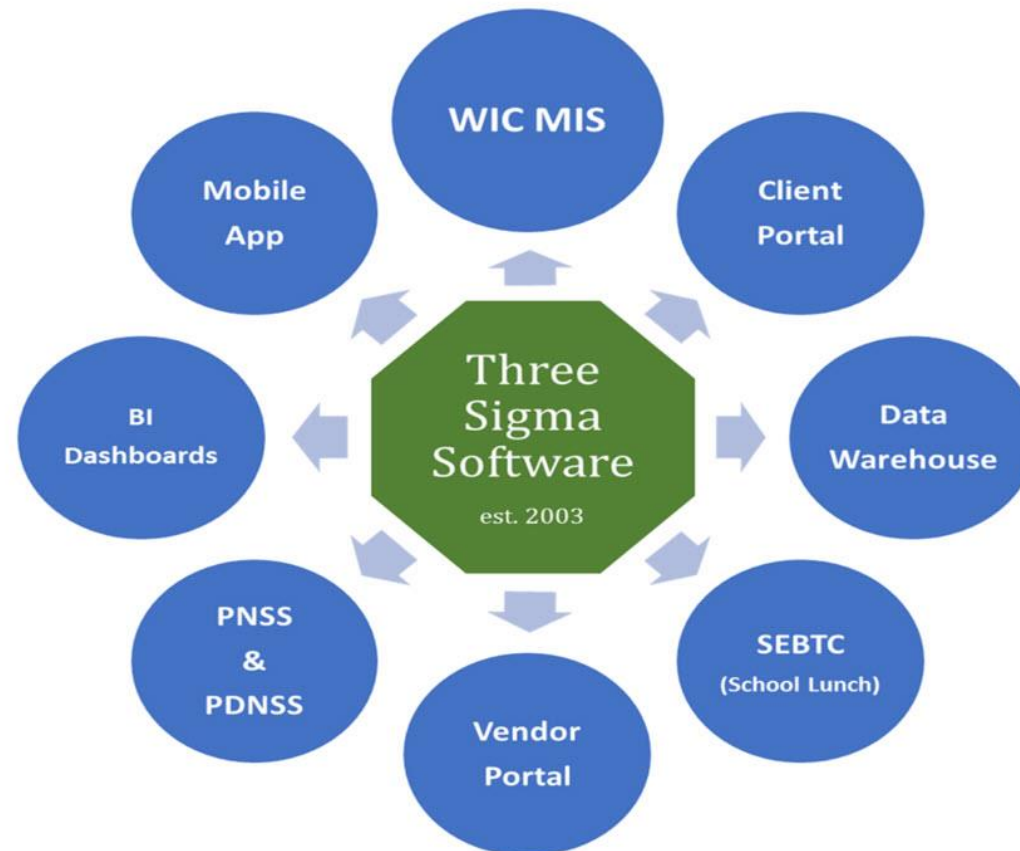 WIC MIS
Mobile
App
Client
Portal
Three
Sigma
Software
est. 2003
BI
Dashboards
Data
Warehouse
PNSS
&
PDNSS
SEBTC
(School Lunch)
Vendor
Portal